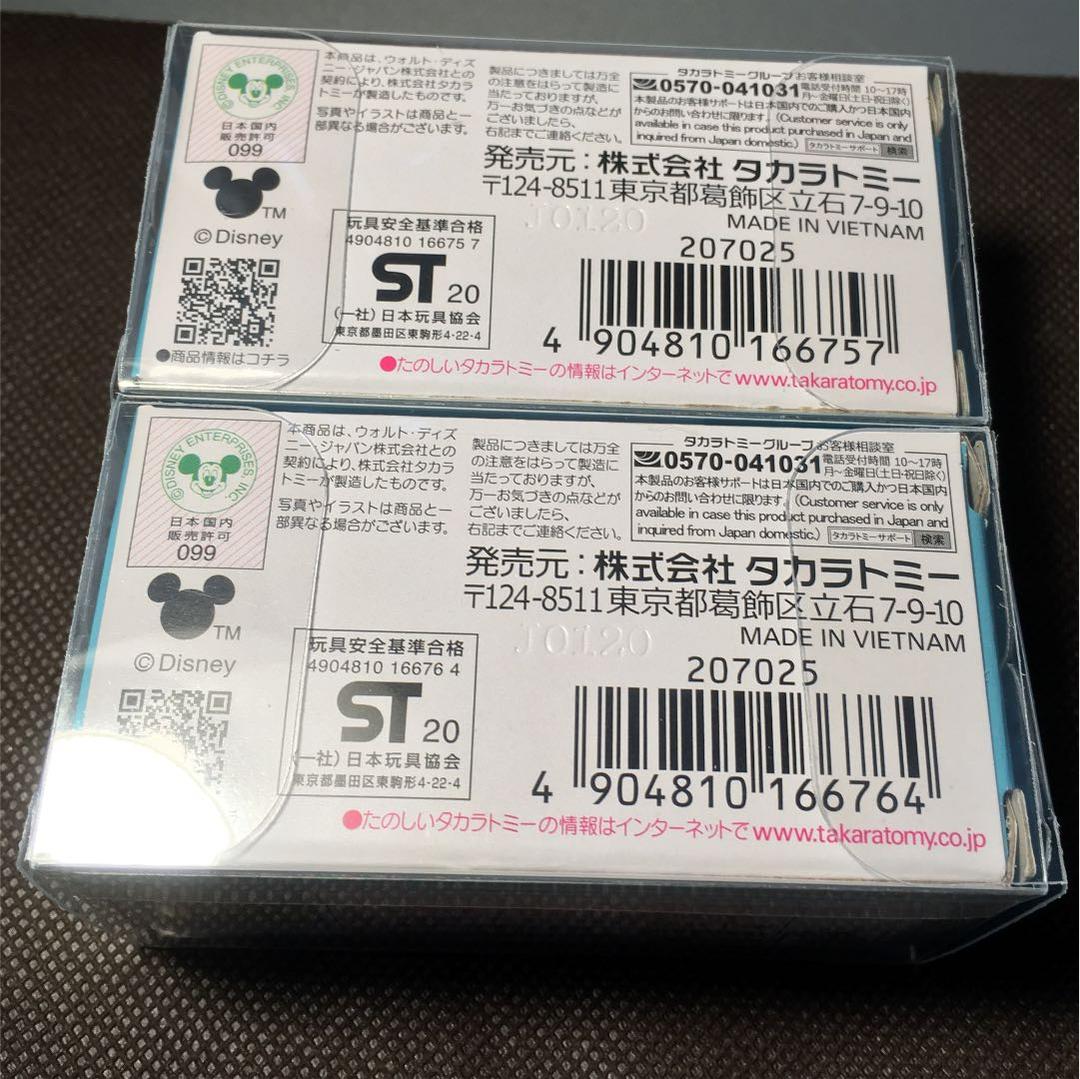 ©DISNEY ENTERPRISES INC
日本国内
販売許可
099
TM
©Disney
●商品情報はコチラ
本商品は、ウォルト・ディズ
ニー・ジャパン株式会社との
契約により、株式会社タカラ
トミーが製造したものです。
写真やイラストは商品と一
部異なる場合がございます。
製品につきましては万全
の注意をはらって製造に
当たっておりますが、
万一お気づきの点などが
ございましたら、
右記までご連絡ください。
タカラトミーグループお客様相談室
0570-041031 電話受付時間 10〜17時
月〜金曜日(土日・祝日除く)
本製品のお客様サポートは日本国内でのご購入かつ日本国内
からのお問い合わせに限ります。(Customer service is only
available in case this product purchased in Japan and
inquired from Japan domestic.) タカラトミーサポート 検索
発売元:株式会社 タカラトミー
〒124-8511東京都葛飾区立石7-9-10
J0120
MADE IN VIETNAM
玩具安全基準合格
4904810 16675 7
ST 20
(一社)日本玩具協会
東京都墨田区東駒形4-22-4
207025
4 904810 166757
●たのしいタカラトミーの情報はインターネットで www.takaratomy.co.jp
©DISNEY ENTERPRISES INC
日本国内
販売許可
099
TM
©Disney
本商品は、ウォルト・ディズ
ニー・ジャパン株式会社との
契約により、株式会社タカラ
トミーが製造したものです。
写真やイラストは商品と一
部異なる場合がございます。
製品につきましては万全
の注意をはらって製造に
当たっておりますが、
万一お気づきの点などが
ございましたら、
右記までご連絡ください。
タカラトミーグループお客様相談室
0570-041031 電話受付時間 10〜17時
月〜金曜日(土日・祝日除く)
本製品のお客様サポートは日本国内でのご購入かつ日本国内
からのお問い合わせに限ります。(Customer service is only
available in case this product purchased in Japan and
inquired from Japan domestic.) タカラトミーサポート 検索
発売元:株式会社 タカラトミー
〒124-8511東京都葛飾区立石7-9-10
J0120
MADE IN VIETNAM
玩具安全基準合格
4904810 16676 4
ST 20
(一社)日本玩具協会
東京都墨田区東駒形4-22-4
207025
4 904810 166764
●たのしいタカラトミーの情報はインターネットで www.takaratomy.co.jp